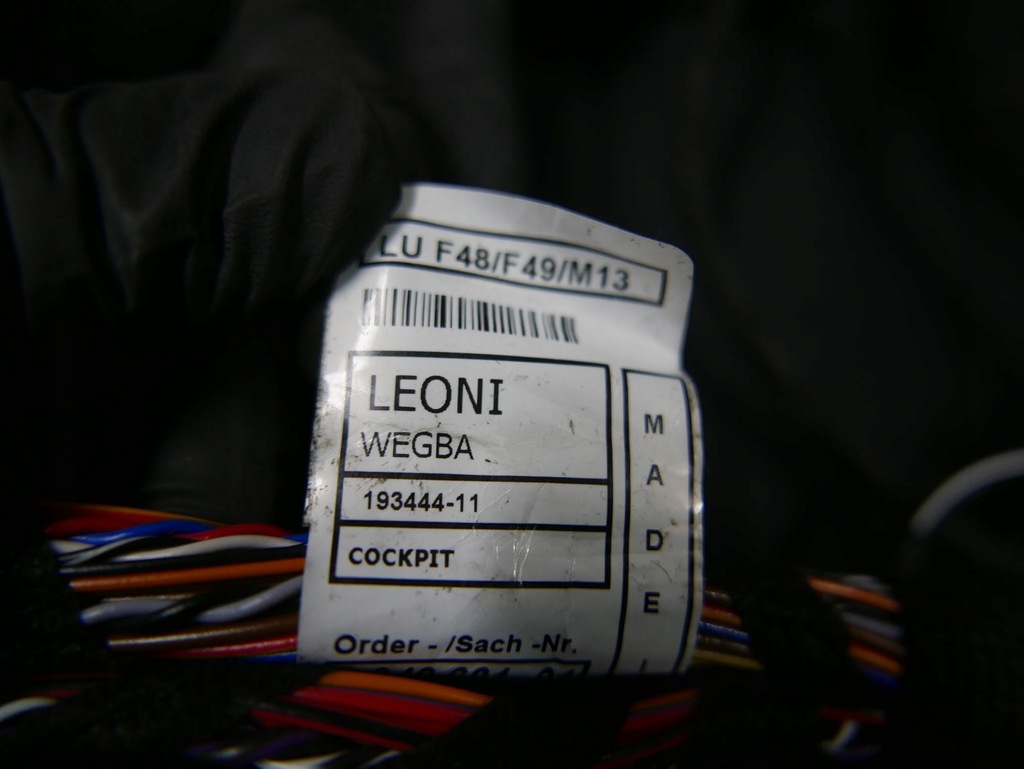 LU F48/F49/M13
LEONI
WEGBA
193444-11
COCKPIT
MADE
Order - /Sach -Nr.